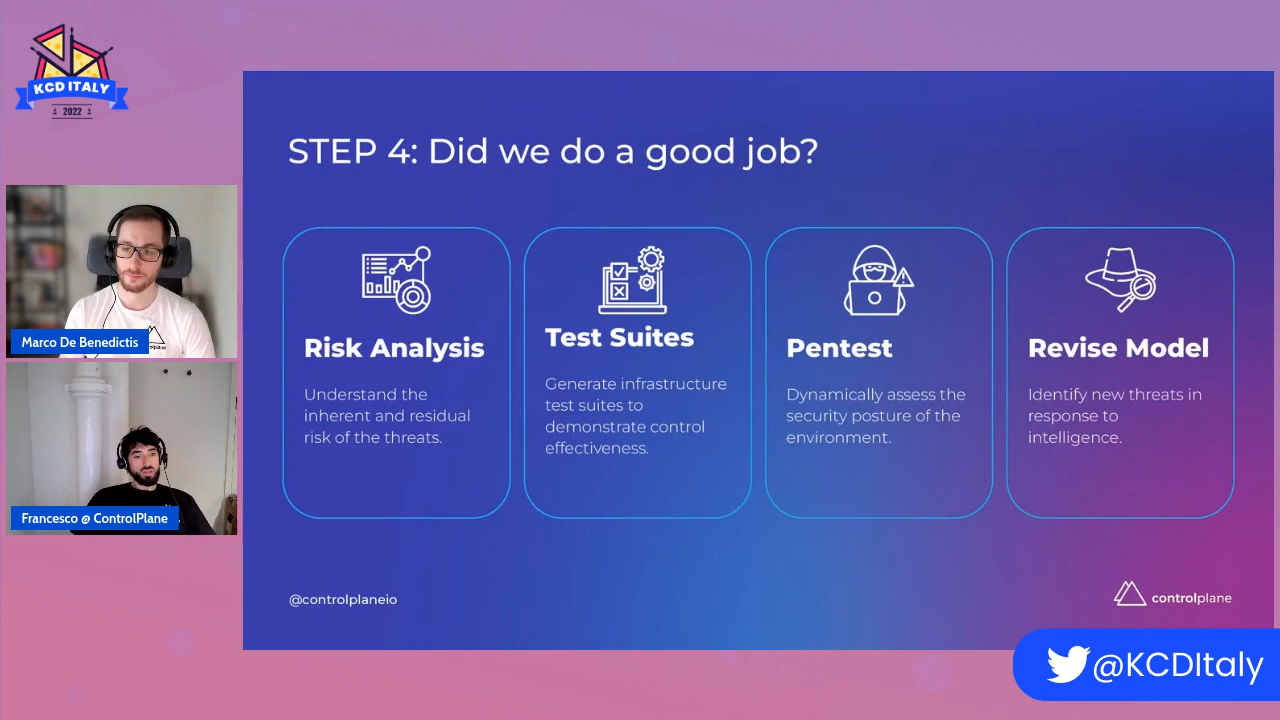 KCD ITALY
2022
Marco De Benedictis
Francesco @ ControlPlane
STEP 4: Did we do a good job?
Risk Analysis
Understand the
inherent and residual
risk of the threats.
Test Suites
Generate infrastructure
test suites to
demonstrate control
effectiveness.
Pentest
Dynamically assess the
security posture of the
environment.
Revise Model
Identify new threats in
response to
intelligence.
@controlplaneio
controlplane
@KCDItaly